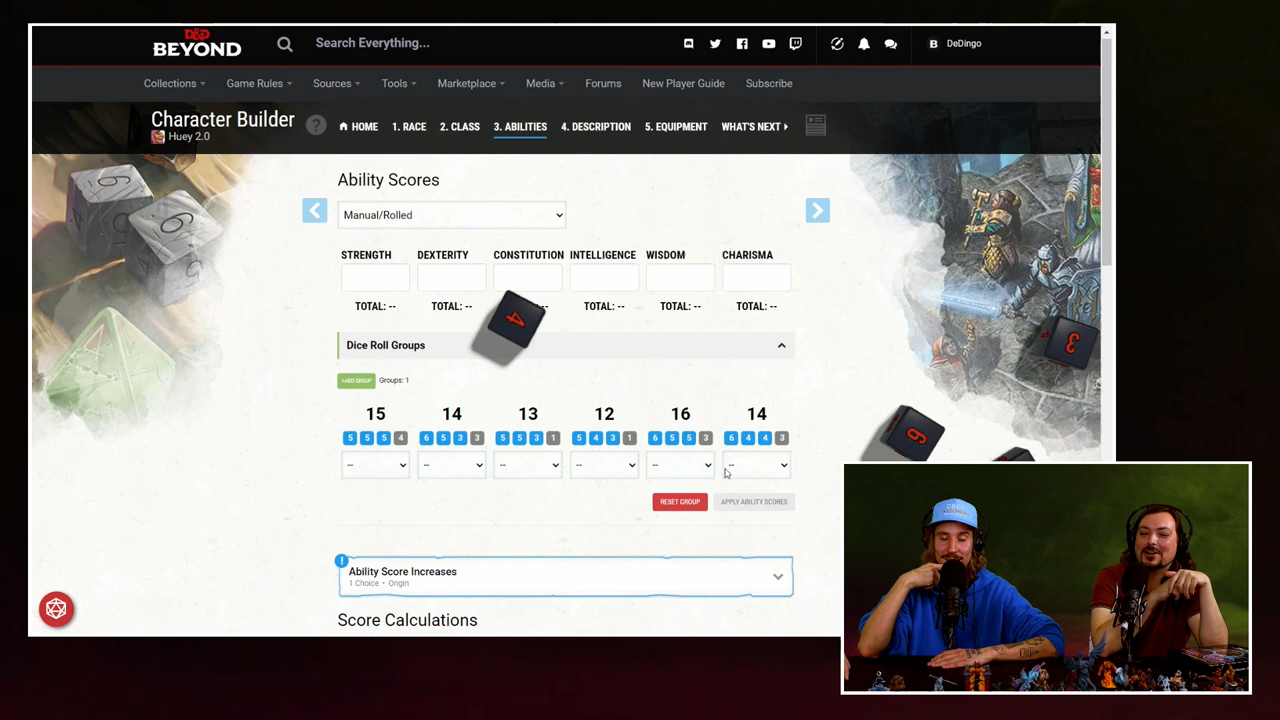 D&D
BEYOND
Search Everything...
B DeDingo
Collections Game Rules Sources Tools Marketplace Media Forums New Player Guide Subscribe
Character Builder
Huey 2.0
?
HOME 1. RACE 2. CLASS 3. ABILITIES 4. DESCRIPTION 5. EQUIPMENT WHAT'S NEXT
Ability Scores
Manual/Rolled
STRENGTH DEXTERITY CONSTITUTION INTELLIGENCE WISDOM CHARISMA
TOTAL: -- TOTAL: -- -- TOTAL: -- TOTAL: -- TOTAL: --
4
3
Dice Roll Groups
+ADD GROUP Groups: 1
15 14 13 12 16 14
5 5 5 4 6 5 3 3 5 5 3 1 5 4 3 1 6 5 5 3 6 4 4 3
-- -- -- -- -- --
6
RESET GROUP APPLY ABILITY SCORES
!
Ability Score Increases
1 Choice • Origin
Score Calculations